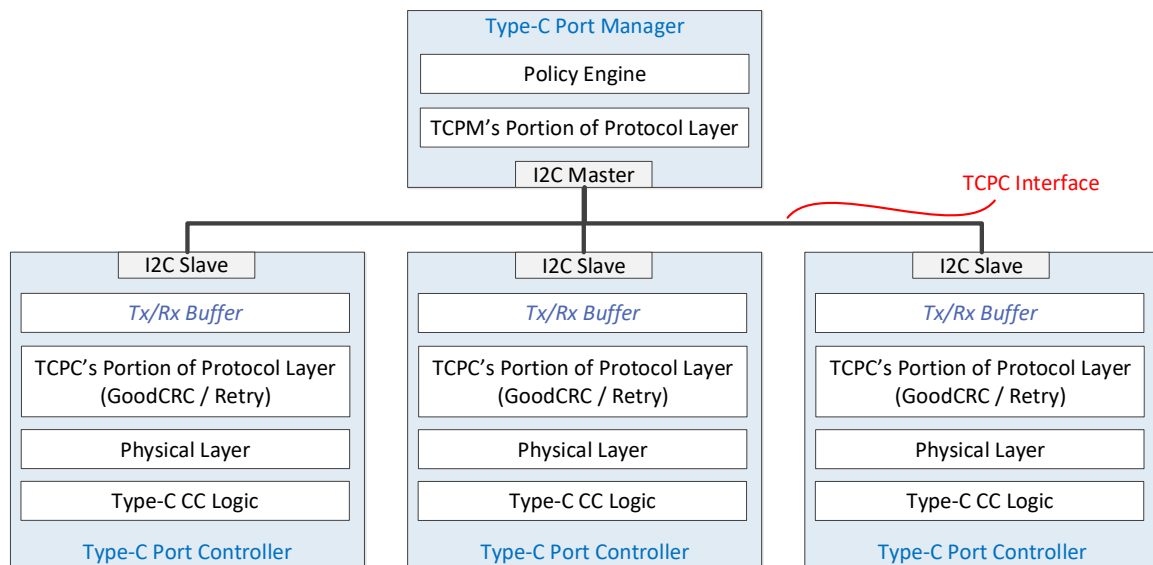 Type-C Port Manager
Policy Engine
TCPM’s Portion of Protocol Layer
I2C Master
TCPC Interface
I2C Slave
Tx/Rx Buffer
TCPC’s Portion of Protocol Layer
(GoodCRC / Retry)
Physical Layer
Type-C CC Logic
Type-C Port Controller
I2C Slave
Tx/Rx Buffer
TCPC’s Portion of Protocol Layer
(GoodCRC / Retry)
Physical Layer
Type-C CC Logic
Type-C Port Controller
I2C Slave
Tx/Rx Buffer
TCPC’s Portion of Protocol Layer
(GoodCRC / Retry)
Physical Layer
Type-C CC Logic
Type-C Port Controller